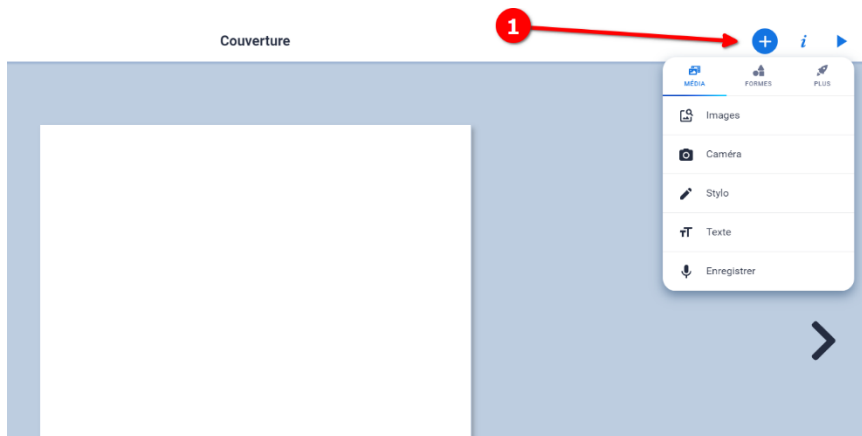 Couverture
1
i
MÉDIA
FORMES
PLUS
Images
Caméra
Stylo
Texte
Enregistrer